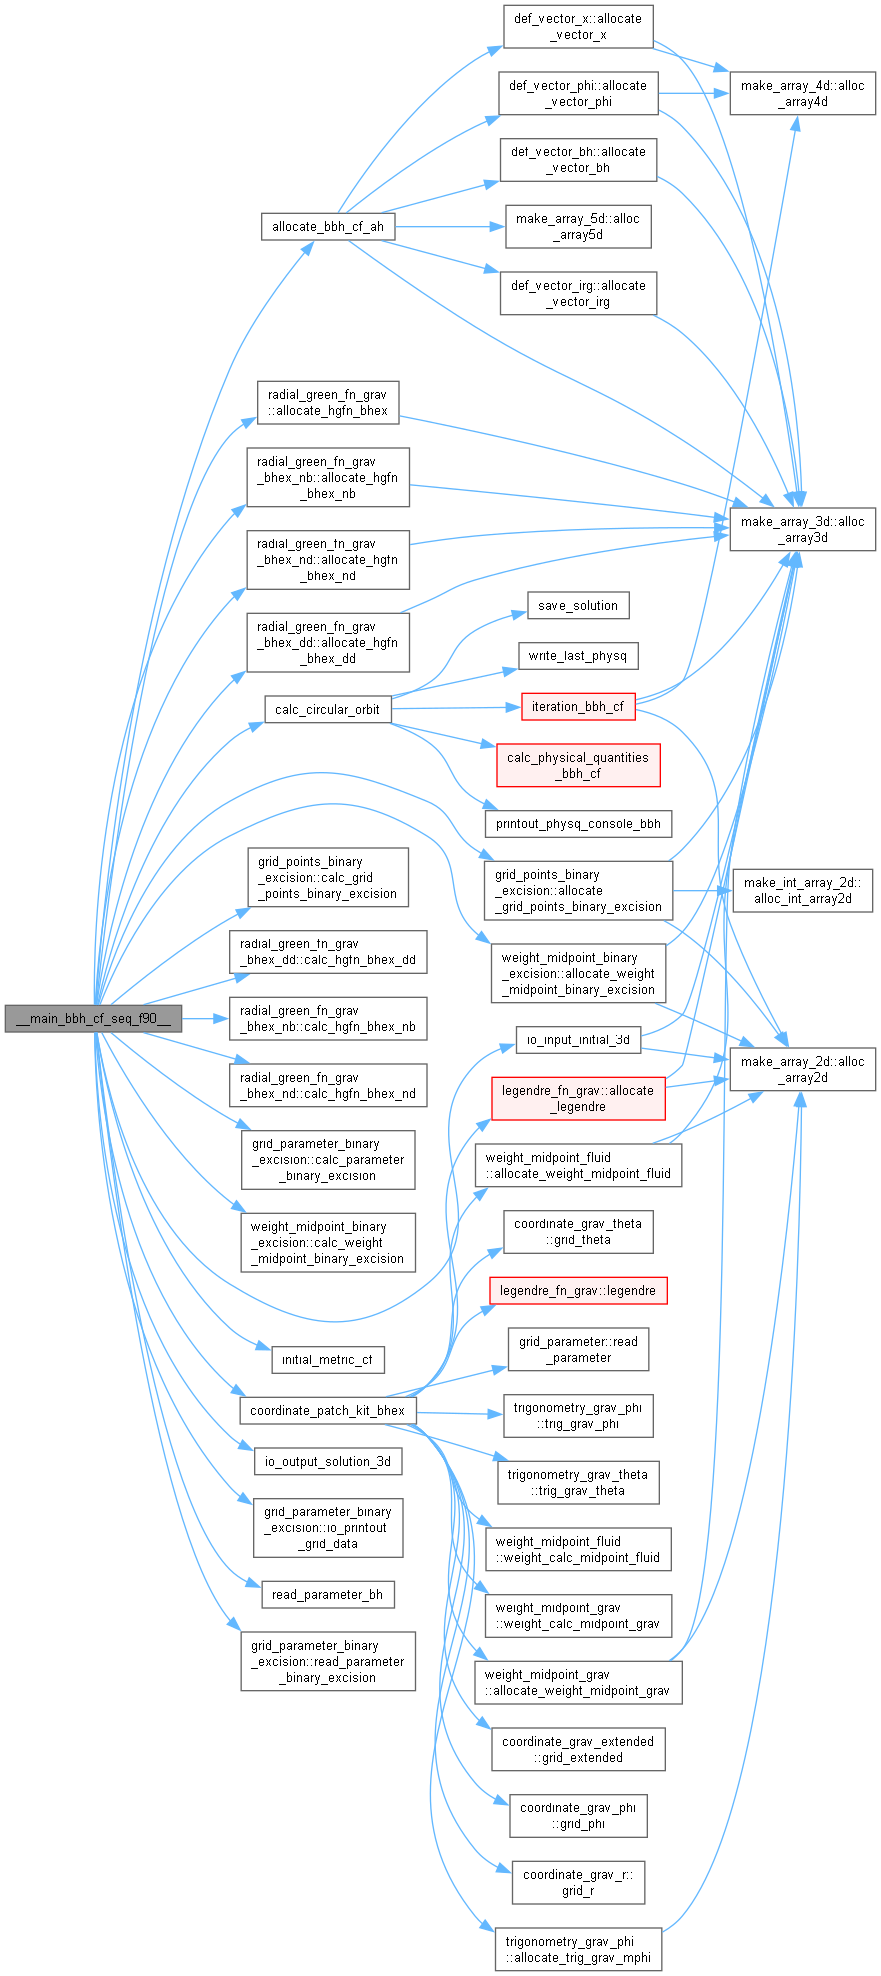 def_vector_x::allocate
_vector_x
def_vector_phi::allocate
_vector_phi
make_array_4d::alloc
_array4d
def_vector_bh::allocate
_vector_bh
allocate_bbh_cf_ah
make_array_5d::alloc
_array5d
def_vector_irg::allocate
_vector_irg
radial_green_fn_grav
::allocate_hgfn_bhex
radial_green_fn_grav
_bhex_nb::allocate_hgfn
_bhex_nb
make_array_3d::alloc
_array3d
radial_green_fn_grav
_bhex_nd::allocate_hgfn
_bhex_nd
radial_green_fn_grav
_bhex_dd::allocate_hgfn
_bhex_dd
save_solution
write_last_physq
calc_circular_orbit
iteration_bbh_cf
calc_physical_quantities
_bbh_cf
printout_physq_console_bbh
grid_points_binary
_excision::calc_grid
_points_binary_excision
grid_points_binary
_excision::allocate
_grid_points_binary_excision
make_int_array_2d::
alloc_int_array2d
radial_green_fn_grav
_bhex_dd::calc_hgfn_bhex_dd
weight_midpoint_binary
_excision::allocate_weight
_midpoint_binary_excision
__main_bbh_cf_seq_f90__
radial_green_fn_grav
_bhex_nb::calc_hgfn_bhex_nb
io_input_initial_3d
make_array_2d::alloc
_array2d
radial_green_fn_grav
_bhex_nd::calc_hgfn_bhex_nd
legendre_fn_grav::allocate
_legendre
grid_parameter_binary
_excision::calc_parameter
_binary_excision
weight_midpoint_fluid
::allocate_weight_midpoint_fluid
weight_midpoint_binary
_excision::calc_weight
_midpoint_binary_excision
coordinate_grav_theta
::grid_theta
legendre_fn_grav::legendre
initial_metric_cf
grid_parameter::read
_parameter
coordinate_patch_kit_bhex
trigonometry_grav_phi
::trig_grav_phi
io_output_solution_3d
trigonometry_grav_theta
::trig_grav_theta
grid_parameter_binary
_excision::io_printout
_grid_data
weight_midpoint_fluid
::weight_calc_midpoint_fluid
read_parameter_bh
weight_midpoint_grav
::weight_calc_midpoint_grav
grid_parameter_binary
_excision::read_parameter
_binary_excision
weight_midpoint_grav
::allocate_weight_midpoint_grav
coordinate_grav_extended
::grid_extended
coordinate_grav_phi
::grid_phi
coordinate_grav_r::
grid_r
trigonometry_grav_phi
::allocate_trig_grav_mphi